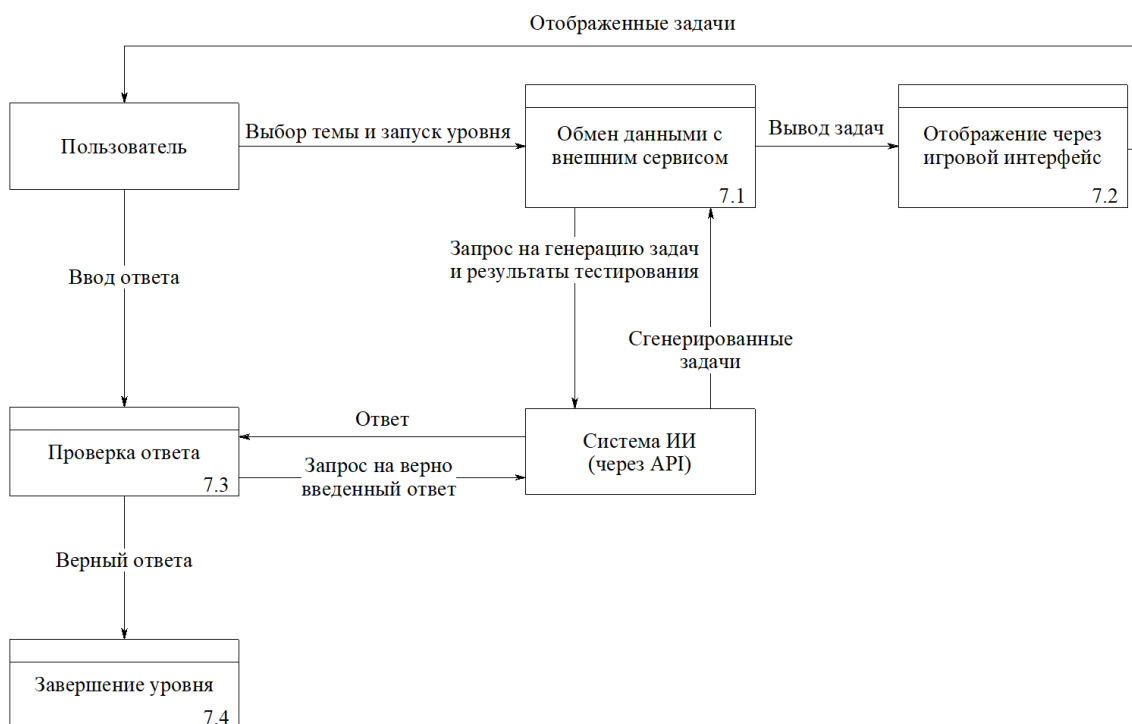 Отображенные задачи
Пользователь
Выбор темы и запуск уровня
Обмен данными с
внешним сервисом
7.1
Вывод задач
Отображение через
игровой интерфейс
7.2
Запрос на генерацию задач
и результаты тестирования
Ввод ответа
Сгенерированные
задачи
Проверка ответа
7.3
Ответ
Запрос на верно
введенный ответ
Система ИИ
(через API)
Верный ответа
Завершение уровня
7.4